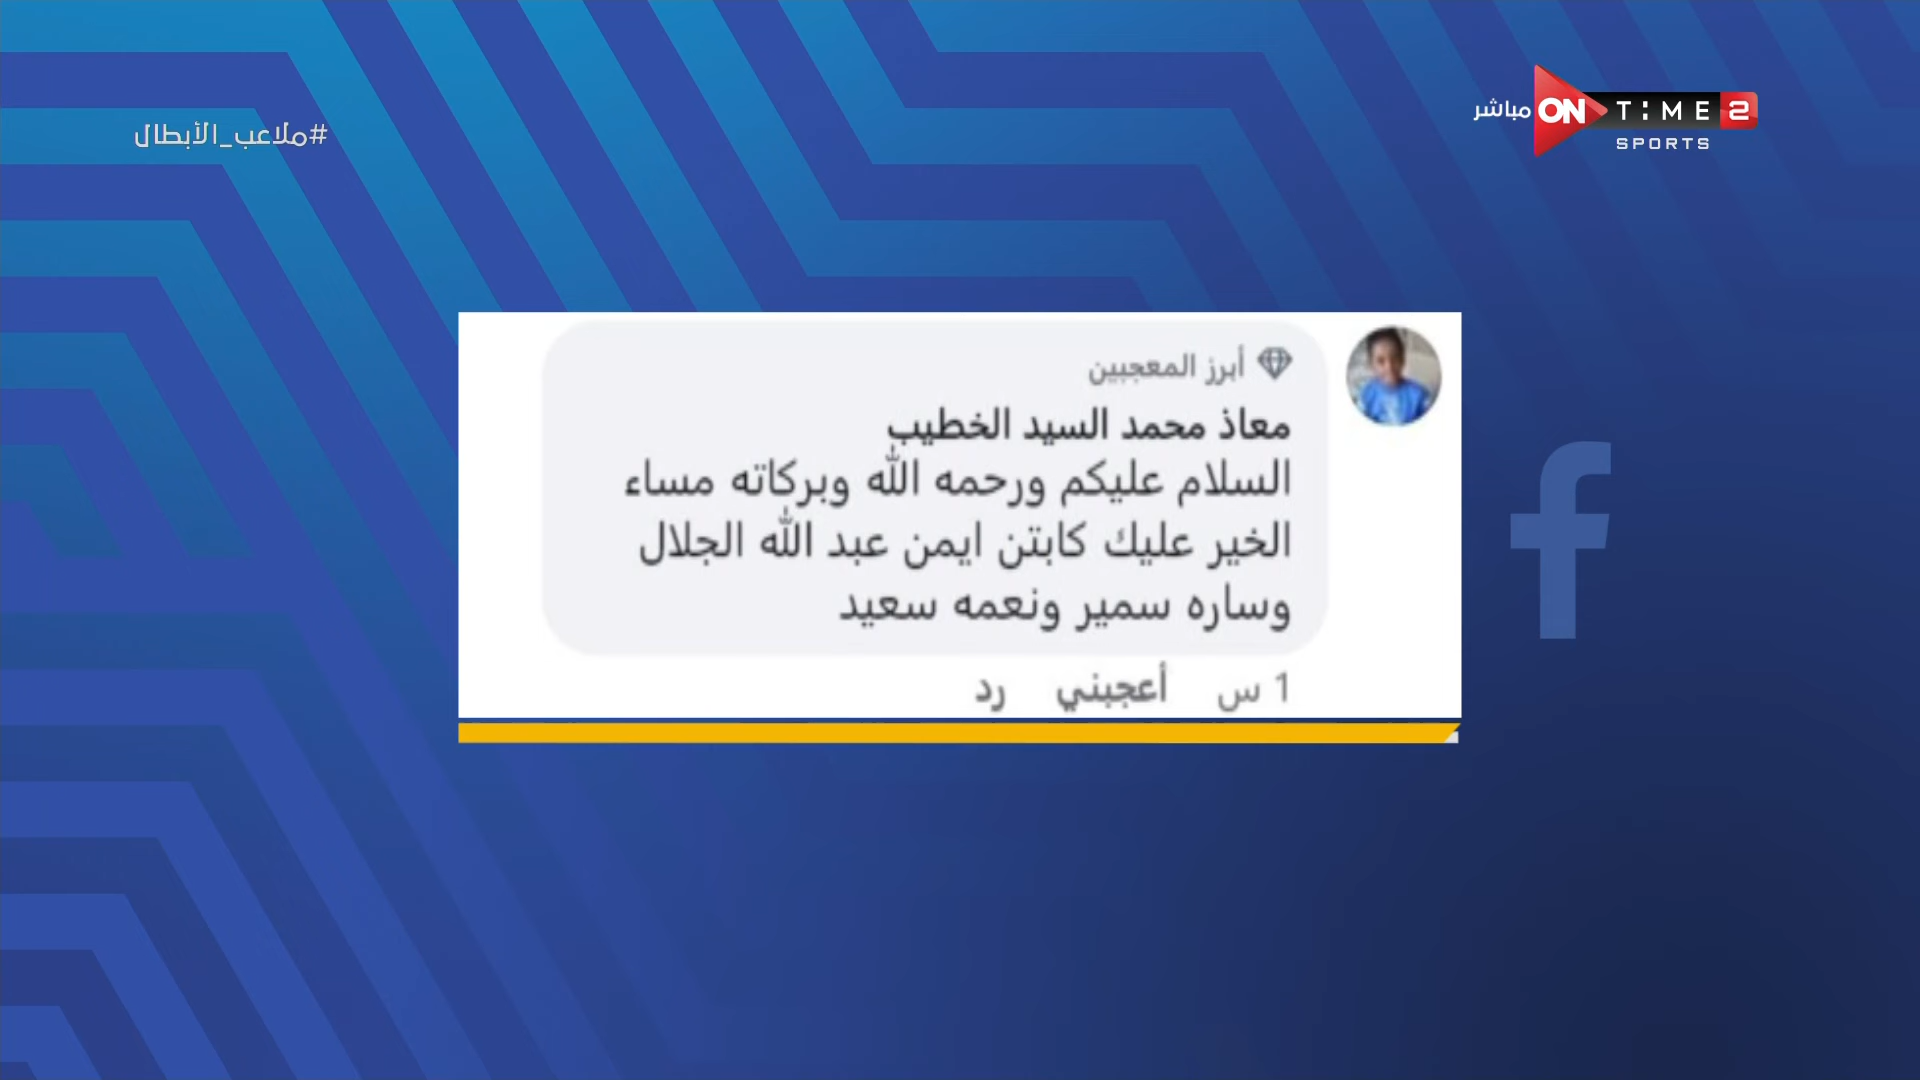 مباشر ON TIME 2
SPORTS
#ملاعب_الأبطال
أبرز المعجبين
معاذ محمد السيد الخطيب
السلام عليكم ورحمه الله وبركاته مساء
الخير عليك كابتن ايمن عبد الله الجلال
وساره سمير ونعمه سعيد
1 س أعجبني رد